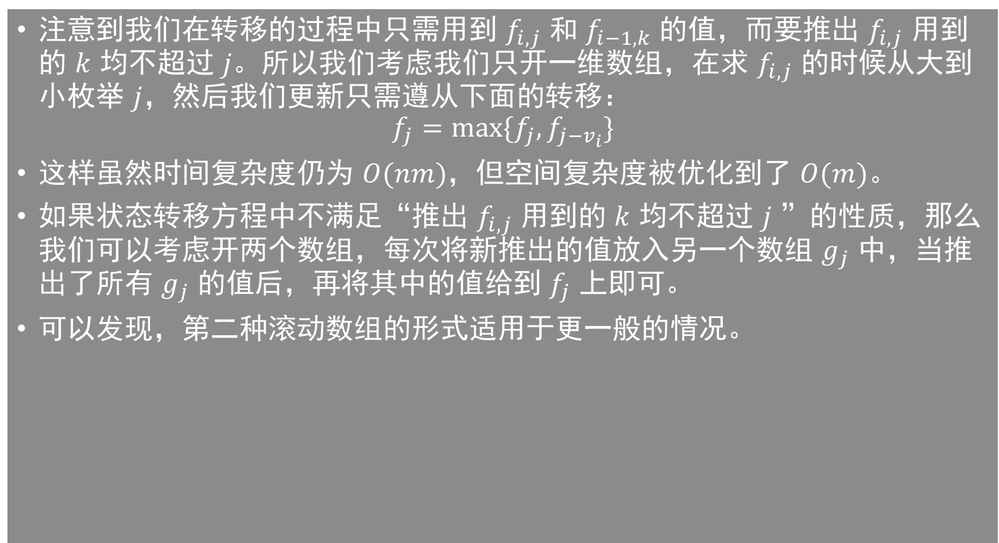 • 注意到我们在转移的过程中只需用到 f_{i,j} 和 f_{i−1,k} 的值，而要推出 f_{i,j} 用到
的 k 均不超过 j。所以我们考虑我们只开一维数组，在求 f_{i,j} 的时候从大到
小枚举 j，然后我们更新只需遵从下面的转移：
f_j = max{f_j, f_{j−v_i}}
• 这样虽然时间复杂度仍为 O(nm)，但空间复杂度被优化到了 O(m)。
• 如果状态转移方程中不满足“推出 f_{i,j} 用到的 k 均不超过 j ”的性质，那么
我们可以考虑开两个数组，每次将新推出的值放入另一个数组 g_j 中，当推
出了所有 g_j 的值后，再将其中的值给到 f_j 上即可。
• 可以发现，第二种滚动数组的形式适用于更一般的情况。